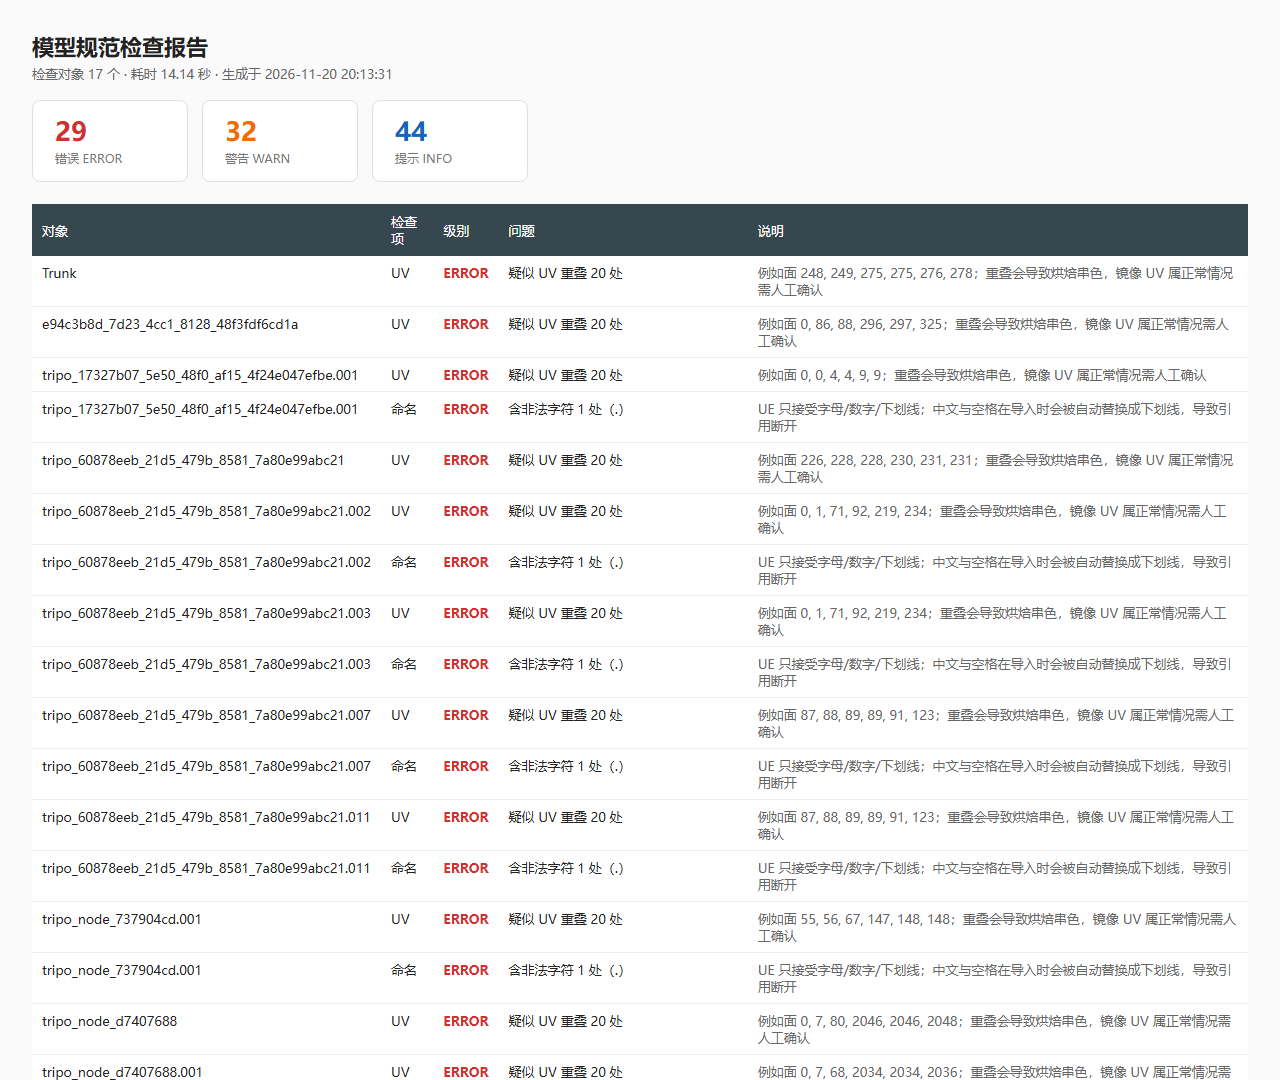 模型规范检查报告
检查对象 17 个 · 耗时 14.14 秒 · 生成于 2026-11-20 20:13:31
29
错误 ERROR
32
警告 WARN
44
提示 INFO
对象 检查项 级别 问题 说明
Trunk UV ERROR 疑似 UV 重叠 20 处 例如面 248, 249, 275, 275, 276, 278；重叠会导致烘焙串色，镜像 UV 属正常情况
需人工确认
e94c3b8d_7d23_4cc1_8128_48f3fdf6cd1a UV ERROR 疑似 UV 重叠 20 处 例如面 0, 86, 88, 296, 297, 325；重叠会导致烘焙串色，镜像 UV 属正常情况需人
工确认
tripo_17327b07_5e50_48f0_af15_4f24e047efbe.001 UV ERROR 疑似 UV 重叠 20 处 例如面 0, 0, 4, 4, 9, 9；重叠会导致烘焙串色，镜像 UV 属正常情况需人工确认
tripo_17327b07_5e50_48f0_af15_4f24e047efbe.001 命名 ERROR 含非法字符 1 处（.） UE 只接受字母/数字/下划线；中文与空格在导入时会被自动替换成下划线，导致引
用断开
tripo_60878eeb_21d5_479b_8581_7a80e99abc21 UV ERROR 疑似 UV 重叠 20 处 例如面 226, 228, 228, 230, 231, 231；重叠会导致烘焙串色，镜像 UV 属正常情况
需人工确认
tripo_60878eeb_21d5_479b_8581_7a80e99abc21.002 UV ERROR 疑似 UV 重叠 20 处 例如面 0, 1, 71, 92, 219, 234；重叠会导致烘焙串色，镜像 UV 属正常情况需人工
确认
tripo_60878eeb_21d5_479b_8581_7a80e99abc21.002 命名 ERROR 含非法字符 1 处（.） UE 只接受字母/数字/下划线；中文与空格在导入时会被自动替换成下划线，导致引
用断开
tripo_60878eeb_21d5_479b_8581_7a80e99abc21.003 UV ERROR 疑似 UV 重叠 20 处 例如面 0, 1, 71, 92, 219, 234；重叠会导致烘焙串色，镜像 UV 属正常情况需人工
确认
tripo_60878eeb_21d5_479b_8581_7a80e99abc21.003 命名 ERROR 含非法字符 1 处（.） UE 只接受字母/数字/下划线；中文与空格在导入时会被自动替换成下划线，导致引
用断开
tripo_60878eeb_21d5_479b_8581_7a80e99abc21.007 UV ERROR 疑似 UV 重叠 20 处 例如面 87, 88, 89, 89, 91, 123；重叠会导致烘焙串色，镜像 UV 属正常情况需人工
确认
tripo_60878eeb_21d5_479b_8581_7a80e99abc21.007 命名 ERROR 含非法字符 1 处（.） UE 只接受字母/数字/下划线；中文与空格在导入时会被自动替换成下划线，导致引
用断开
tripo_60878eeb_21d5_479b_8581_7a80e99abc21.011 UV ERROR 疑似 UV 重叠 20 处 例如面 87, 88, 89, 89, 91, 123；重叠会导致烘焙串色，镜像 UV 属正常情况需人工
确认
tripo_60878eeb_21d5_479b_8581_7a80e99abc21.011 命名 ERROR 含非法字符 1 处（.） UE 只接受字母/数字/下划线；中文与空格在导入时会被自动替换成下划线，导致引
用断开
tripo_node_737904cd.001 UV ERROR 疑似 UV 重叠 20 处 例如面 55, 56, 67, 147, 148, 148；重叠会导致烘焙串色，镜像 UV 属正常情况需人
工确认
tripo_node_737904cd.001 命名 ERROR 含非法字符 1 处（.） UE 只接受字母/数字/下划线；中文与空格在导入时会被自动替换成下划线，导致引
用断开
tripo_node_d7407688 UV ERROR 疑似 UV 重叠 20 处 例如面 0, 7, 80, 2046, 2046, 2048；重叠会导致烘焙串色，镜像 UV 属正常情况需
人工确认
tripo_node_d7407688.001 UV ERROR 疑似 UV 重叠 20 处 例如面 0, 7, 68, 2034, 2034, 2036；重叠会导致烘焙串色，镜像 UV 属正常情况需